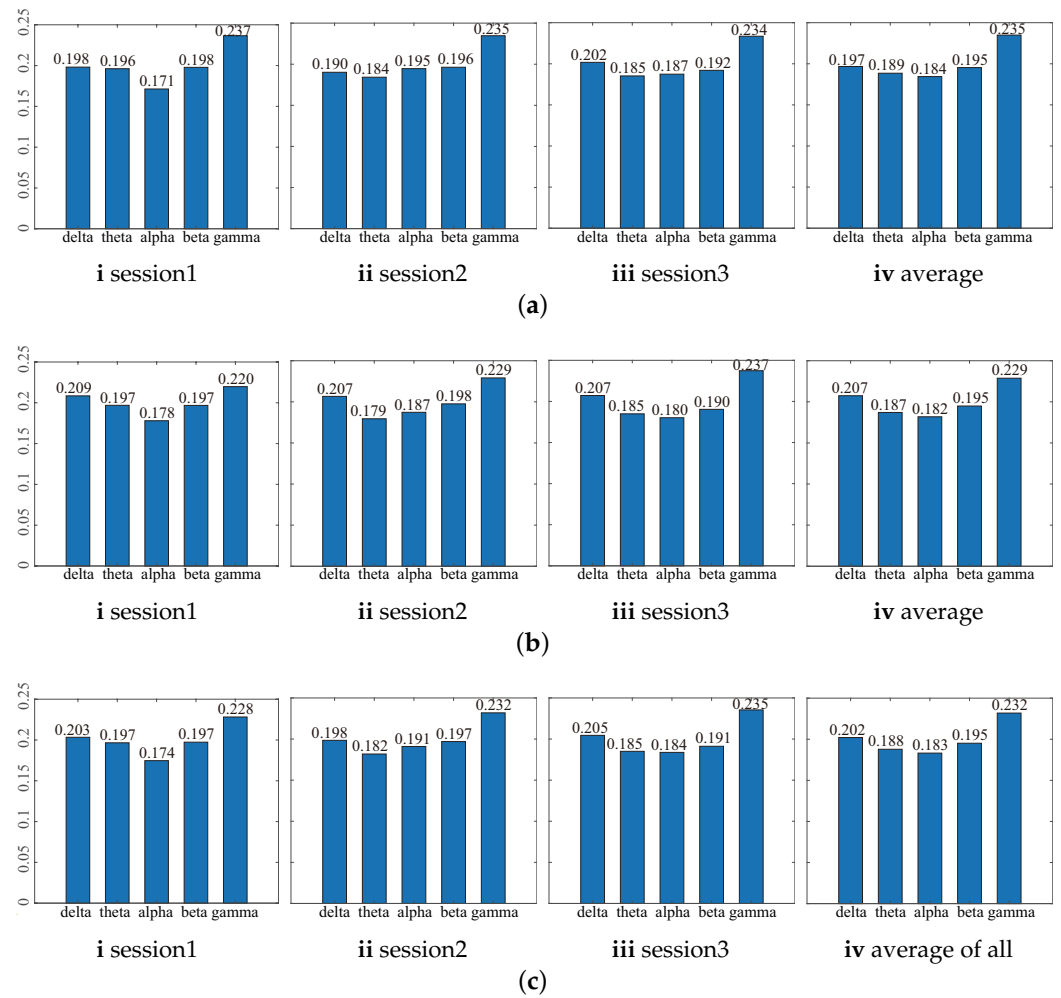 0.25
0.2
0.15
0.1
0.05
0
0.198 0.196 0.171 0.198 0.237
delta theta alpha beta gamma
i session1
0.190 0.184 0.195 0.196 0.235
delta theta alpha beta gamma
ii session2
0.202 0.185 0.187 0.192 0.234
delta theta alpha beta gamma
iii session3
0.197 0.189 0.184 0.195 0.235
delta theta alpha beta gamma
iv average
(a)
0.25
0.2
0.15
0.1
0.05
0
0.209 0.197 0.178 0.197 0.220
delta theta alpha beta gamma
i session1
0.207 0.179 0.187 0.198 0.229
delta theta alpha beta gamma
ii session2
0.207 0.185 0.180 0.190 0.237
delta theta alpha beta gamma
iii session3
0.207 0.187 0.182 0.195 0.229
delta theta alpha beta gamma
iv average
(b)
0.25
0.2
0.15
0.1
0.05
0
0.203 0.197 0.174 0.197 0.228
delta theta alpha beta gamma
i session1
0.198 0.182 0.191 0.197 0.232
delta theta alpha beta gamma
ii session2
0.205 0.185 0.184 0.191 0.235
delta theta alpha beta gamma
iii session3
0.202 0.188 0.183 0.195 0.232
delta theta alpha beta gamma
iv average of all
(c)